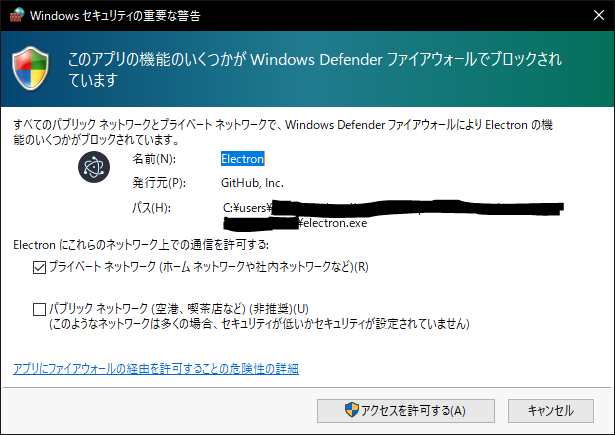 Windows セキュリティの重要な警告
このアプリの機能のいくつかが Windows Defender ファイアウォールでブロックされ
ています
すべてのパブリック ネットワークとプライベート ネットワークで、Windows Defender ファイアウォールにより Electron の機
能のいくつかがブロックされています。
名前(N): Electron
発行元(P): GitHub, Inc.
パス(H): C:¥users¥
¥electron.exe
Electron にこれらのネットワーク上での通信を許可する:
プライベート ネットワーク (ホーム ネットワークや社内ネットワークなど)(R)
パブリック ネットワーク (空港、喫茶店など) (非推奨)(U)
(このようなネットワークは多くの場合、セキュリティが低いかセキュリティが設定されていません)
アプリにファイアウォールの経由を許可することの危険性の詳細
アクセスを許可する(A) キャンセル